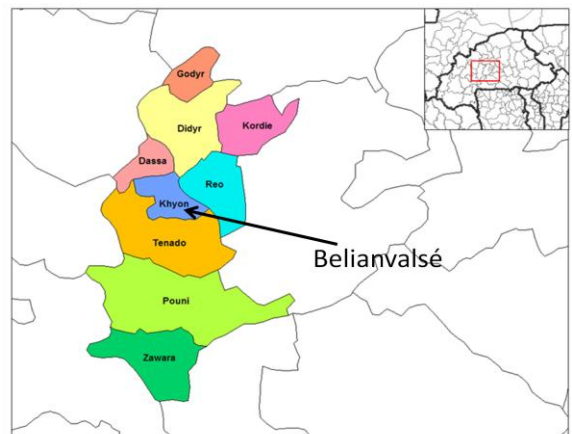 Godyr
Didyr
Kordie
Dassa
Reo
Khyon
Tenado
Belianvalsé
Pouni
Zawara